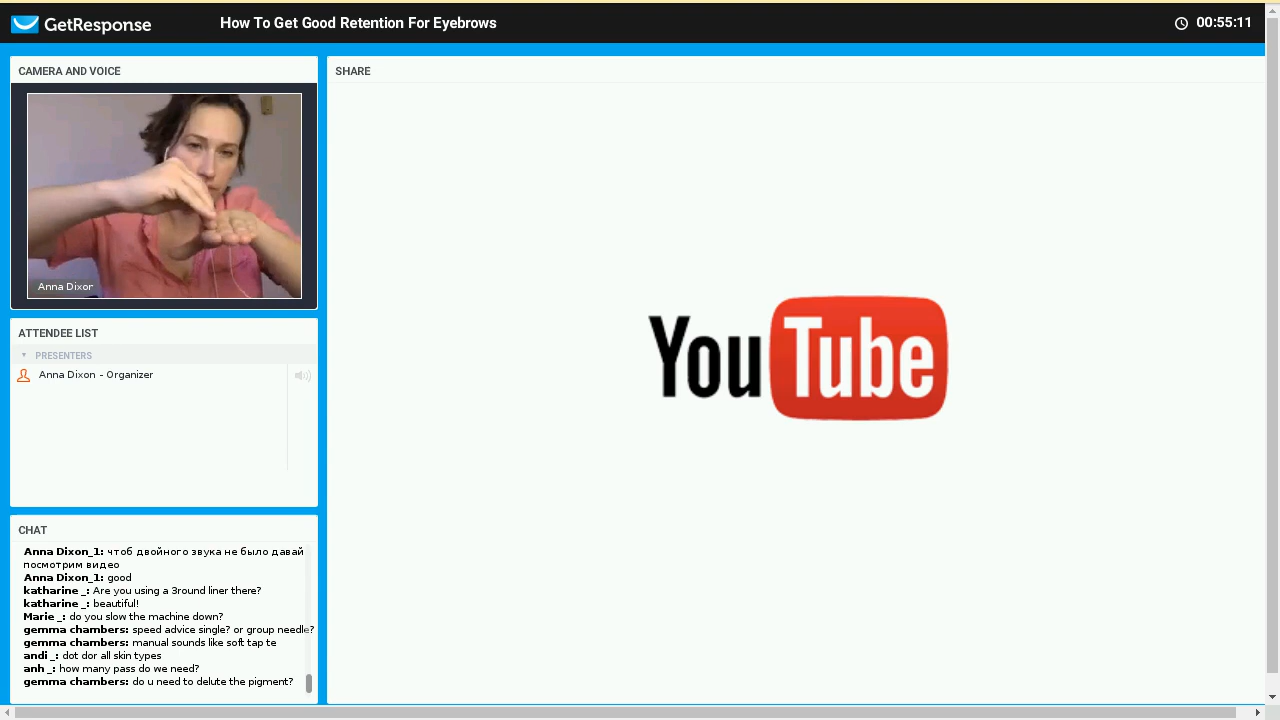 GetResponse
How To Get Good Retention For Eyebrows
00:55:11
CAMERA AND VOICE
Anna Dixon
ATTENDEE LIST
PRESENTERS
Anna Dixon - Organizer
CHAT
Anna Dixon_1: чтоб двойного звука не было давай
посмотрим видео
Anna Dixon_1: good
katharine _: Are you using a 3round liner there?
katharine _: beautiful!
Marie _: do you slow the machine down?
gemma chambers: speed advice single? or group needle?
gemma chambers: manual sounds like soft tap te
andi _: dot dor all skin types
anh _: how many pass do we need?
gemma chambers: do u need to delute the pigment?
SHARE
YouTube